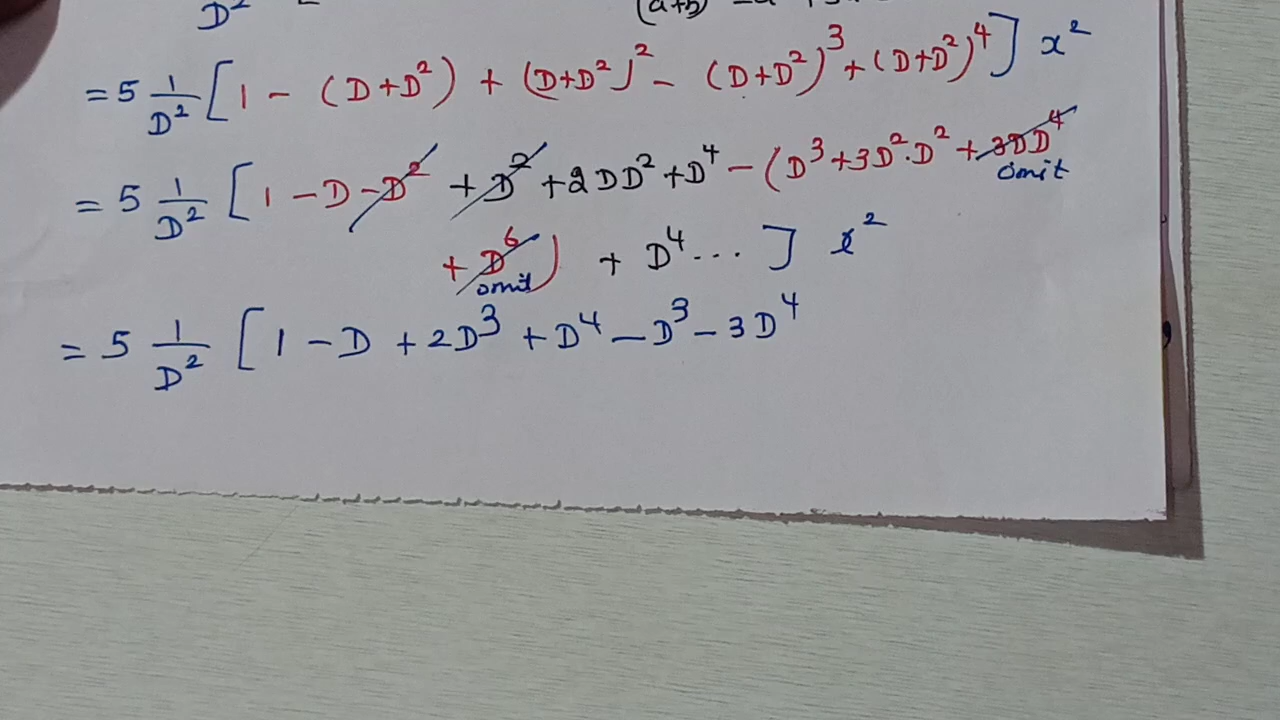 D²
(a+b)
= 5 1/D² [1 - (D+D²) + (D+D²)² - (D+D²)³ + (D+D²)⁴] x²
= 5 1/D² [1 - D - D² + D² + 2DD² + D⁴ - (D³ + 3D²·D² + 3DD⁴
omit
+ D⁶) + D⁴ ... ] x²
omit
= 5 1/D² [1 - D + 2D³ + D⁴ - D³ - 3D⁴